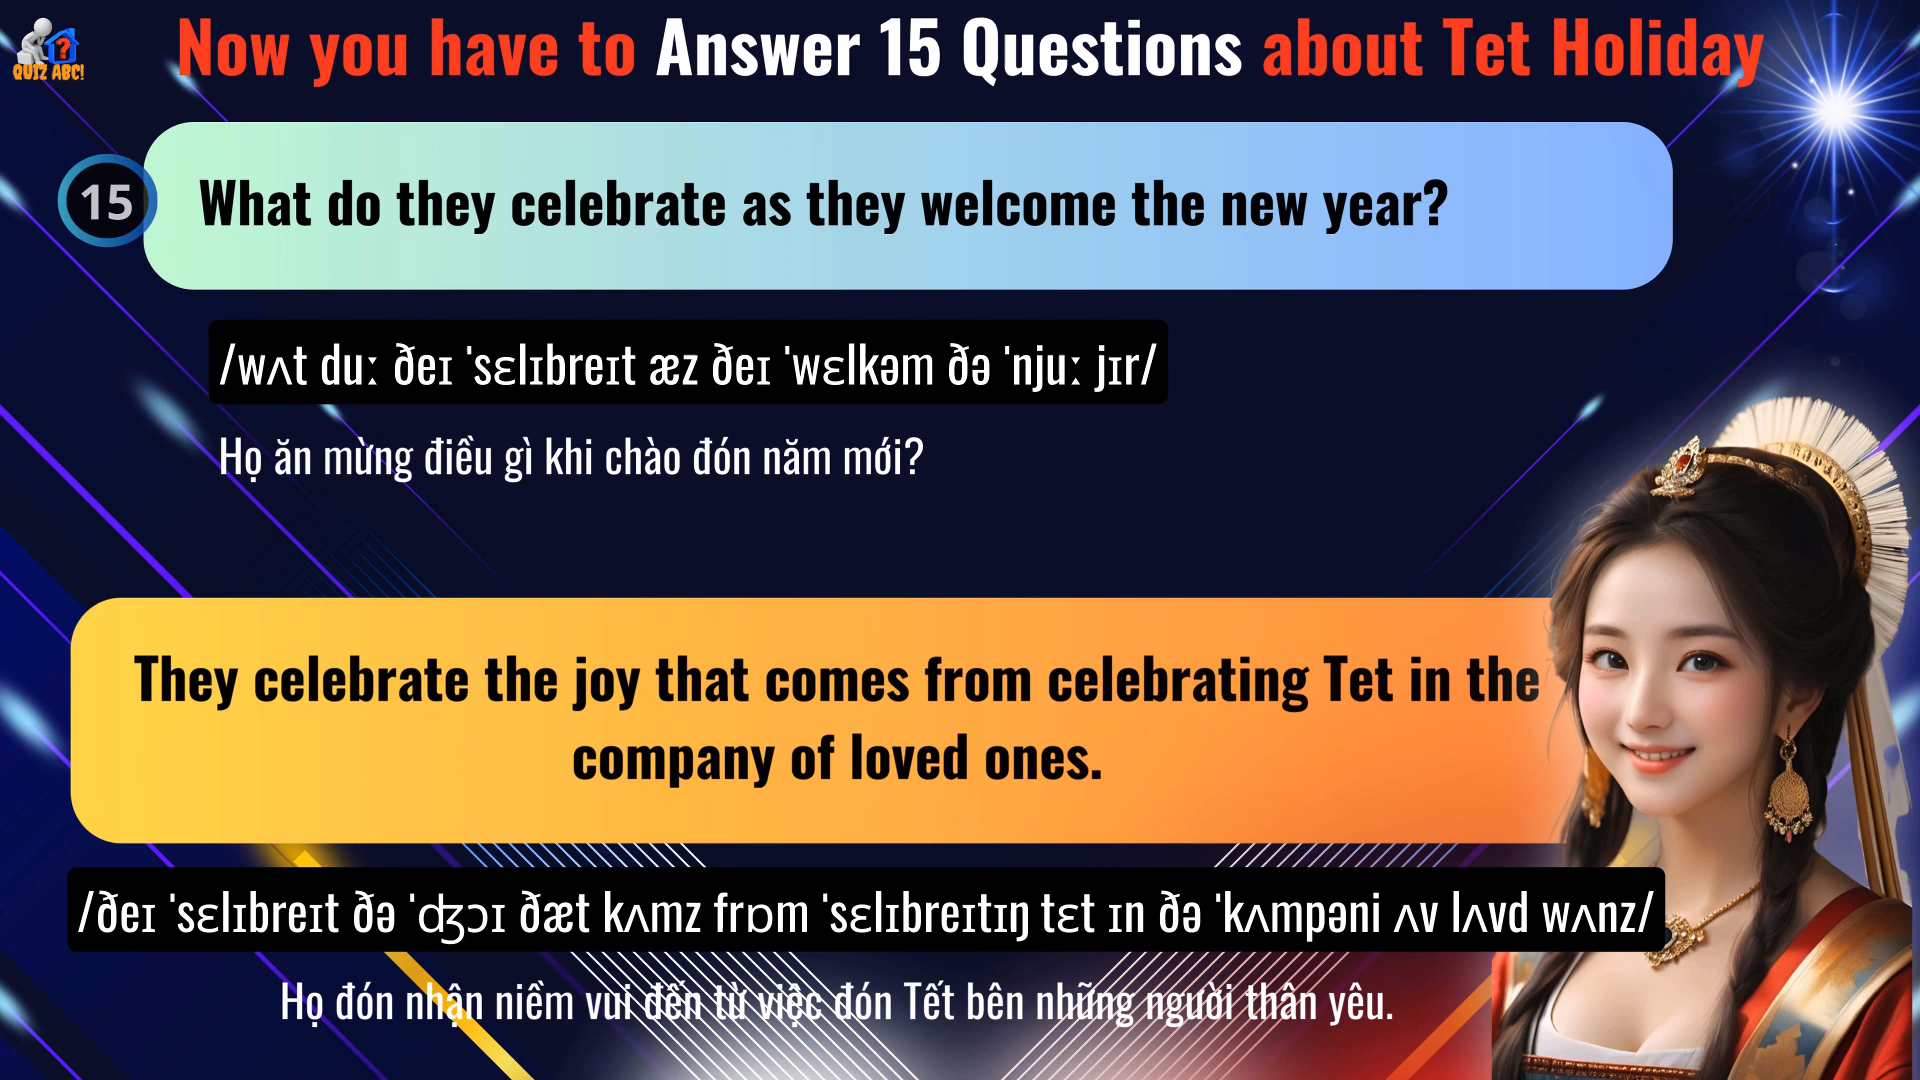 QUIZ ABC!
Now you have to Answer 15 Questions about Tet Holiday
15
What do they celebrate as they welcome the new year?
/wʌt duː ðeɪ ˈsɛlɪbreɪt æz ðeɪ ˈwɛlkəm ðə ˈnjuː jɪr/
Họ ăn mừng điều gì khi chào đón năm mới?
They celebrate the joy that comes from celebrating Tet in the
company of loved ones.
/ðeɪ ˈsɛlɪbreɪt ðə ˈʤɔɪ ðæt kʌmz frɒm ˈsɛlɪbreɪtɪŋ tɛt ɪn ðə ˈkʌmpəni ʌv lʌvd wʌnz/
Họ đón nhận niềm vui đến từ việc đón Tết bên những người thân yêu.